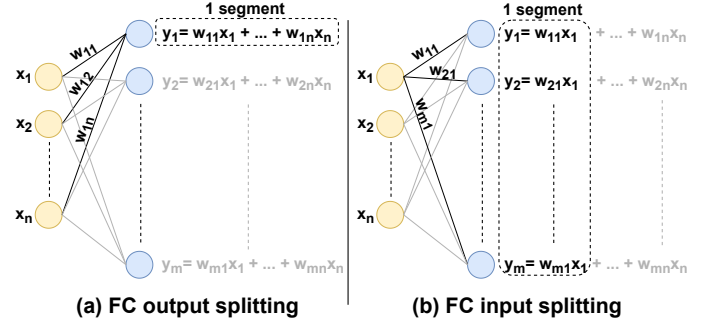 1 segment
y₁= w₁₁x₁ + ... + w₁ₙxₙ
w₁₁
x₁
w₁₂
y₂= w₂₁x₁ + ... + w₂ₙxₙ
x₂
w₁ₙ
xₙ
yₘ= wₘ₁x₁ + ... + wₘₙxₙ
(a) FC output splitting
1 segment
y₁= w₁₁x₁ + ... + w₁ₙxₙ
w₁₁
x₁
w₂₁
y₂= w₂₁x₁ + ... + w₂ₙxₙ
wₘ₁
x₂
xₙ
yₘ= wₘ₁x₁ + ... + wₘₙxₙ
(b) FC input splitting